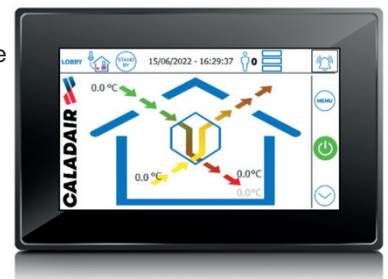 e
LOBBY STAND BY 15/06/2022 - 16:29:37 0
0.0 °C
MENU
CALADAIR
0.0 °C
0.0°C
0.0°C